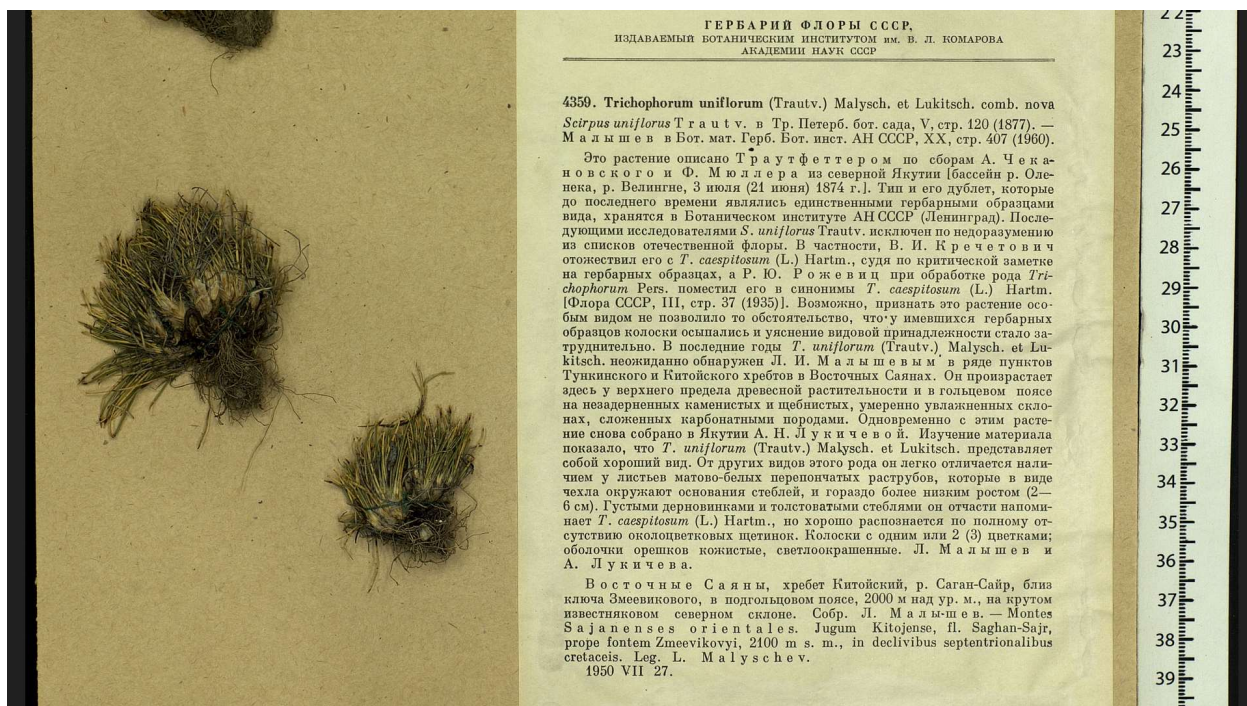 ГЕРБАРИЙ ФЛОРЫ СССР,
ИЗДАВАЕМЫЙ БОТАНИЧЕСКИМ ИНСТИТУТОМ им. В. Л. КОМАРОВА
АКАДЕМИИ НАУК СССР
4359. Trichophorum uniflorum (Trautv.) Malysch. et Lukitsch. comb. nova
Scirpus uniflorus Trautv. в Тр. Петерб. бот. сада, V, стр. 120 (1877). —
Малышев в Бот. мат. Герб. Бот. инст. АН СССР, XX, стр. 407 (1960).
Это растение описано Траутфеттером по сборам А. Чека-
новского и Ф. Мюллера из северной Якутии [бассейн р. Оле-
нека, р. Велингне, 3 июля (21 июня) 1874 г.]. Тип и его дублет, которые
до последнего времени являлись единственными гербарными образцами
вида, хранятся в Ботаническом институте АН СССР (Ленинград). После-
дующими исследователями S. uniflorus Trautv. исключен по недоразумению
из списков отечественной флоры. В частности, В. И. Кречетович
отожествил его с T. caespitosum (L.) Hartm., судя по критической заметке
на гербарных образцах, а Р. Ю. Рожевиц при обработке рода Tri-
chophorum Pers. поместил его в синонимы T. caespitosum (L.) Hartm.
[Флора СССР, III, стр. 37 (1935)]. Возможно, признать это растение осо-
бым видом не позволило то обстоятельство, что у имевшихся гербарных
образцов колоски осыпались и уяснение видовой принадлежности стало за-
труднительно. В последние годы T. uniflorum (Trautv.) Malysch. et Lu-
kitsch. неожиданно обнаружен Л. И. Малышевым в ряде пунктов
Тункинского и Китойского хребтов в Восточных Саянах. Он произрастает
здесь у верхнего предела древесной растительности и в гольцевом поясе
на незадерненных каменистых и щебнистых, умеренно увлажненных скло-
нах, сложенных карбонатными породами. Одновременно с этим расте-
ние снова собрано в Якутии А. Н. Лукичевой. Изучение материала
показало, что T. uniflorum (Trautv.) Malysch. et Lukitsch. представляет
собой хороший вид. От других видов этого рода он легко отличается нали-
чием у листьев матово-белых перепончатых раструбов, которые в виде
чехла окружают основания стеблей, и гораздо более низким ростом (2—
6 см). Густыми дерновинками и толстоватыми стеблями он отчасти напоми-
нает T. caespitosum (L.) Hartm., но хорошо распознается по полному от-
сутствию околоцветковых щетинок. Колоски с одним или 2 (3) цветками;
оболочки орешков кожистые, светлоокрашенные. Л. Малышев и
А. Лукичева.
Восточные Саяны, хребет Китойский, р. Саган-Сайр, близ
ключа Змеевикового, в подгольцовом поясе, 2000 м над ур. м., на крутом
известняковом северном склоне. Собр. Л. Малышев. — Montes
Sajanenses orientales. Jugum Kitojense, fl. Saghan-Sajr,
prope fontem Zmeevikovyi, 2100 m s. m., in declivibus septentrionalibus
cretaceis. Leg. L. Malyschev.
1950 VII 27.
22
23
24
25
26
27
28
29
30
31
32
33
34
35
36
37
38
39